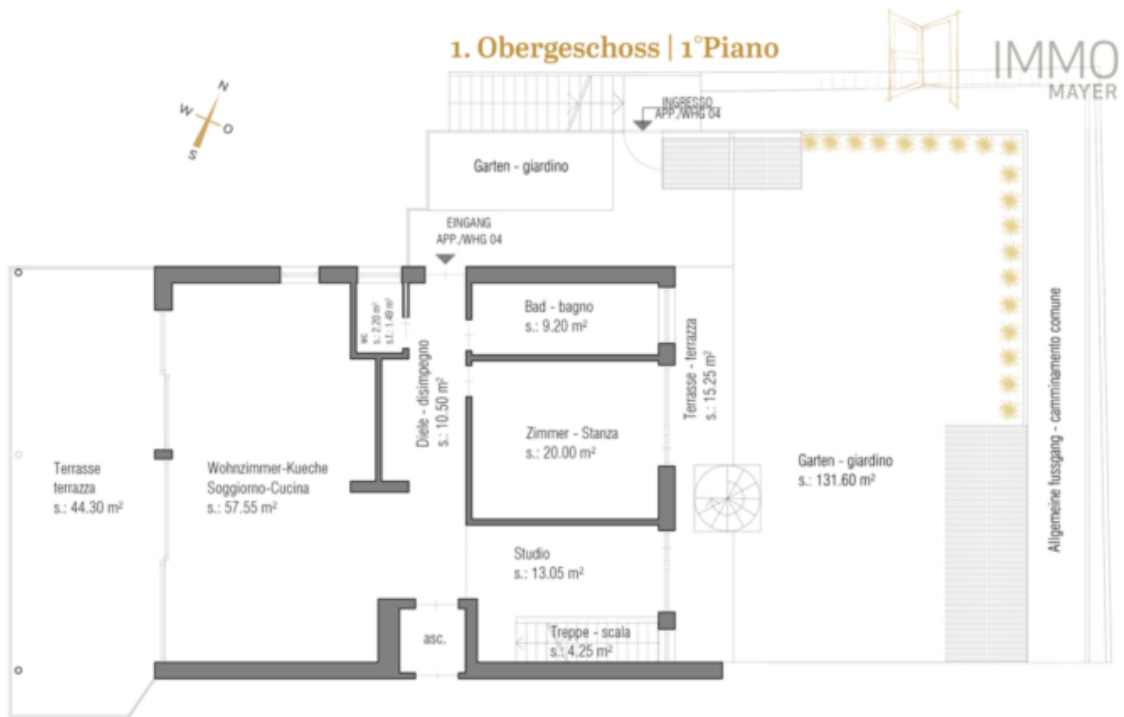 1. Obergeschoss | 1°Piano
IMMO
MAYER
N
W
O
S
INGRESSO
APP./WHG 04
Garten - giardino
EINGANG
APP./WHG 04
wc
s.: 2.20 m²
s.f.: 1.49 m²
Bad - bagno
s.: 9.20 m²
Diele - disimpegno
s.: 10.50 m²
Terrasse - terrazza
s.: 15.25 m²
Zimmer - Stanza
s.: 20.00 m²
Terrasse
terrazza
s.: 44.30 m²
Wohnzimmer-Kueche
Soggiorno-Cucina
s.: 57.55 m²
Garten - giardino
s.: 131.60 m²
Allgemeine fussgang - camminamento comune
Studio
s.: 13.05 m²
asc.
Treppe - scala
s.: 4.25 m²